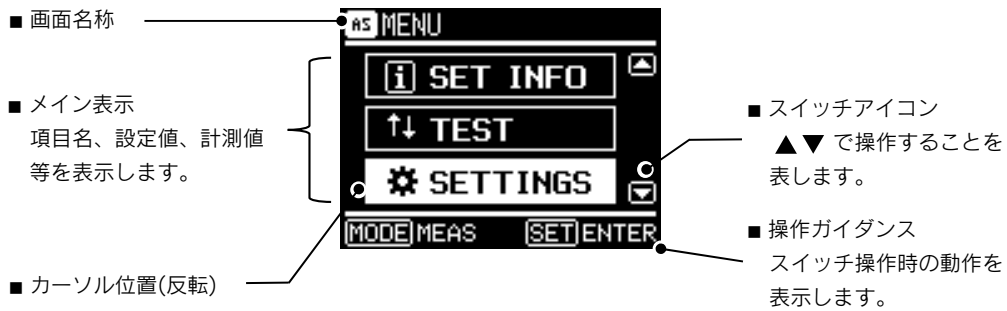 ■ 画面名称
AS MENU
■ メイン表示
項目名、設定値、計測値
等を表示します。
i SET INFO
↑↓ TEST
SETTINGS
MODE MEAS SET ENTER
■ カーソル位置(反転)
■ スイッチアイコン
▲▼ で操作することを
表します。
■ 操作ガイダンス
スイッチ操作時の動作を
表示します。